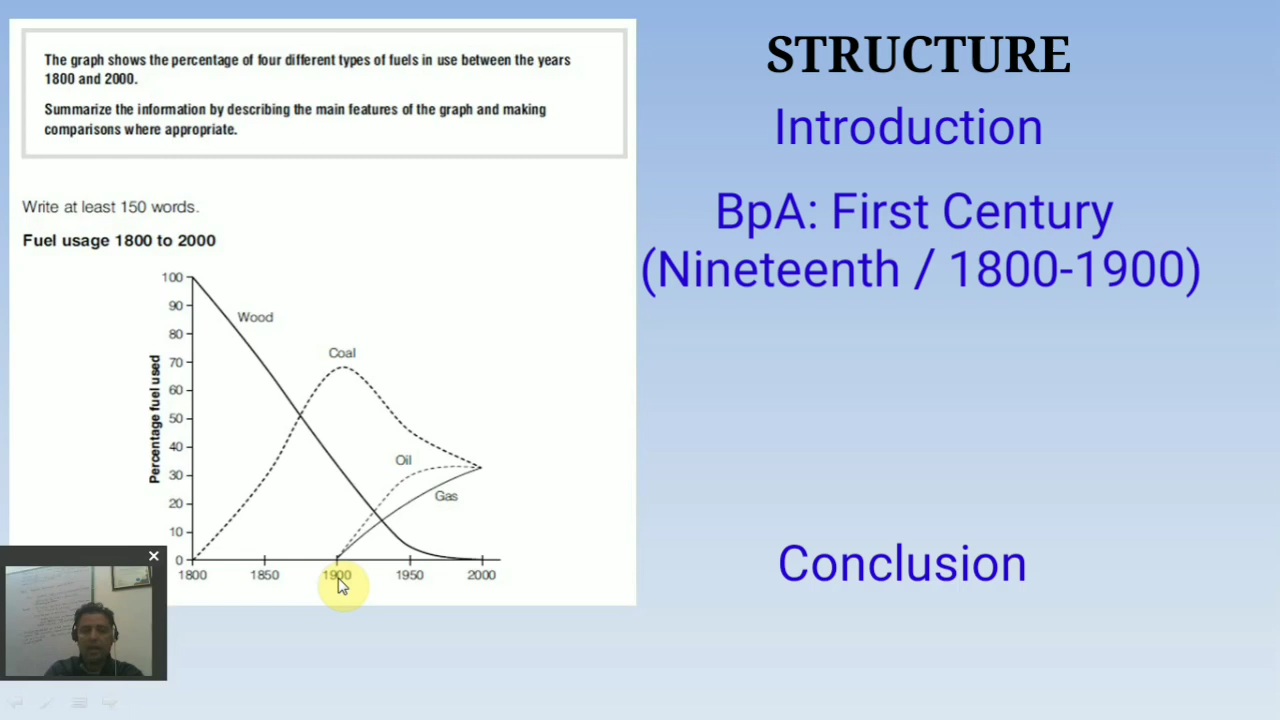 The graph shows the percentage of four different types of fuels in use between the years
1800 and 2000.
Summarize the information by describing the main features of the graph and making
comparisons where appropriate.
Write at least 150 words.
Fuel usage 1800 to 2000
Percentage fuel used
100
90
80
70
60
50
40
30
20
10
0
Wood
Coal
Oil
Gas
1800 1850 1900 1950 2000
STRUCTURE
Introduction
BpA: First Century
(Nineteenth / 1800-1900)
Conclusion